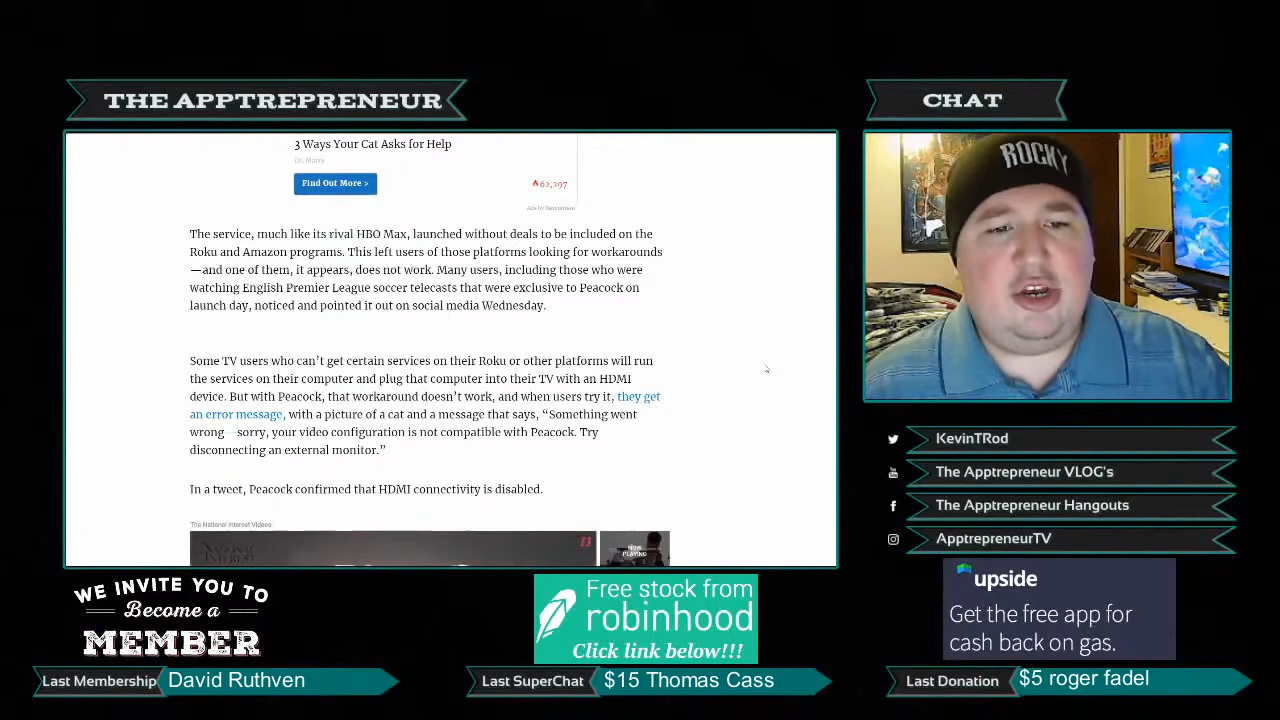 THE APPTREPRENEUR
CHAT
3 Ways Your Cat Asks for Help
Dr. Marty
Find Out More >
62,297
Ads by Revcontent
The service, much like its rival HBO Max, launched without deals to be included on the
Roku and Amazon programs. This left users of those platforms looking for workarounds
—and one of them, it appears, does not work. Many users, including those who were
watching English Premier League soccer telecasts that were exclusive to Peacock on
launch day, noticed and pointed it out on social media Wednesday.
Some TV users who can’t get certain services on their Roku or other platforms will run
the services on their computer and plug that computer into their TV with an HDMI
device. But with Peacock, that workaround doesn’t work, and when users try it, they get
an error message, with a picture of a cat and a message that says, “Something went
wrong—sorry, your video configuration is not compatible with Peacock. Try
disconnecting an external monitor.”
In a tweet, Peacock confirmed that HDMI connectivity is disabled.
The National Interest Videos:
NATIONAL
INTEREST
NOW
PLAYING
ROCKY
KevinTRod
The Apptrepreneur VLOG's
The Apptrepreneur Hangouts
ApptrepreneurTV
WE INVITE YOU TO
Become a
MEMBER
Free stock from
robinhood
Click link below!!!
upside
Get the free app for
cash back on gas.
Last Membership
David Ruthven
Last SuperChat
$15 Thomas Cass
Last Donation
$5 roger fadel